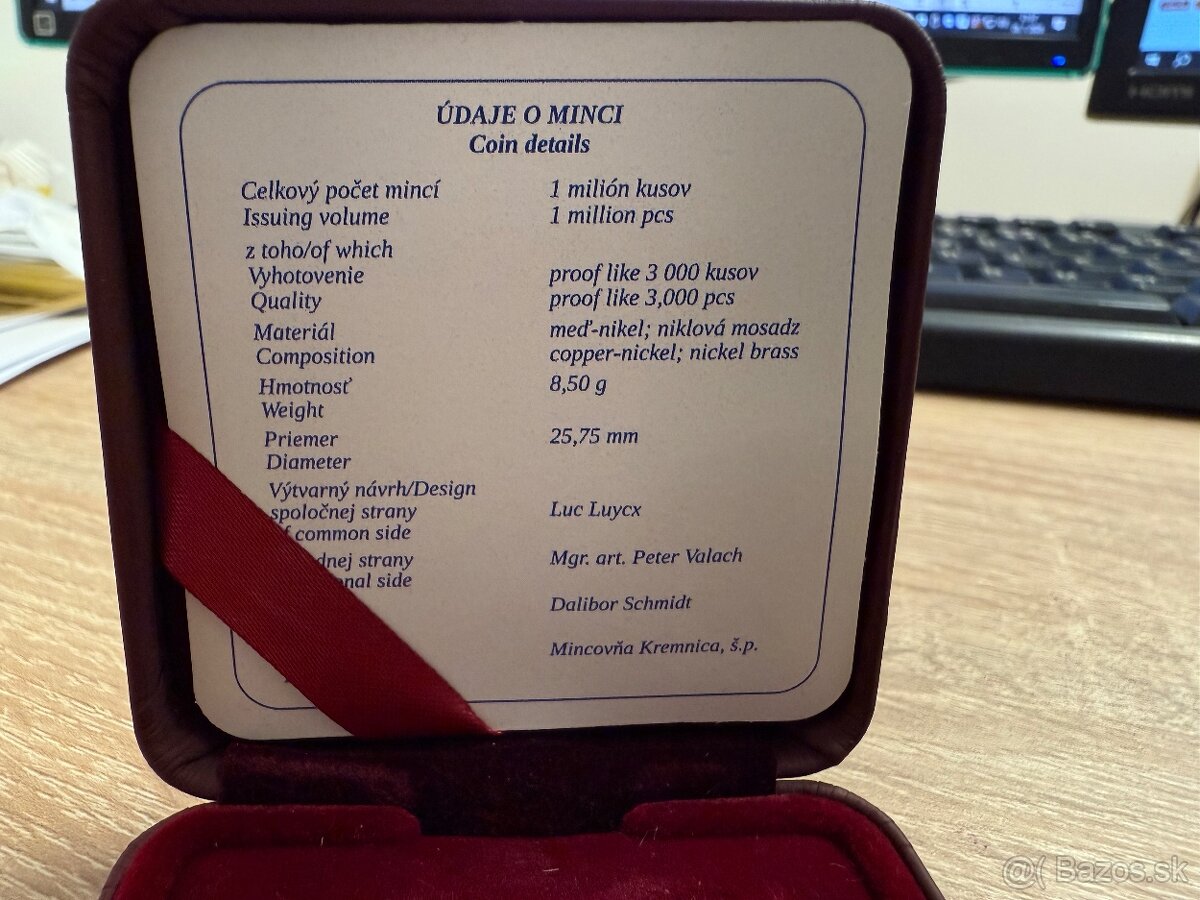 ÚDAJE O MINCI
Coin details
Celkový počet mincí 1 milión kusov
Issuing volume 1 million pcs
z toho/of which
Vyhotovenie proof like 3 000 kusov
Quality proof like 3,000 pcs
Materiál meď-nikel; niklová mosadz
Composition copper-nickel; nickel brass
Hmotnosť 8,50 g
Weight
Priemer 25,75 mm
Diameter
Výtvarný návrh/Design
spoločnej strany Luc Luycx
common side
strany Mgr. art. Peter Valach
side
Dalibor Schmidt
Mincovňa Kremnica, š.p.
@( Bazos.sk